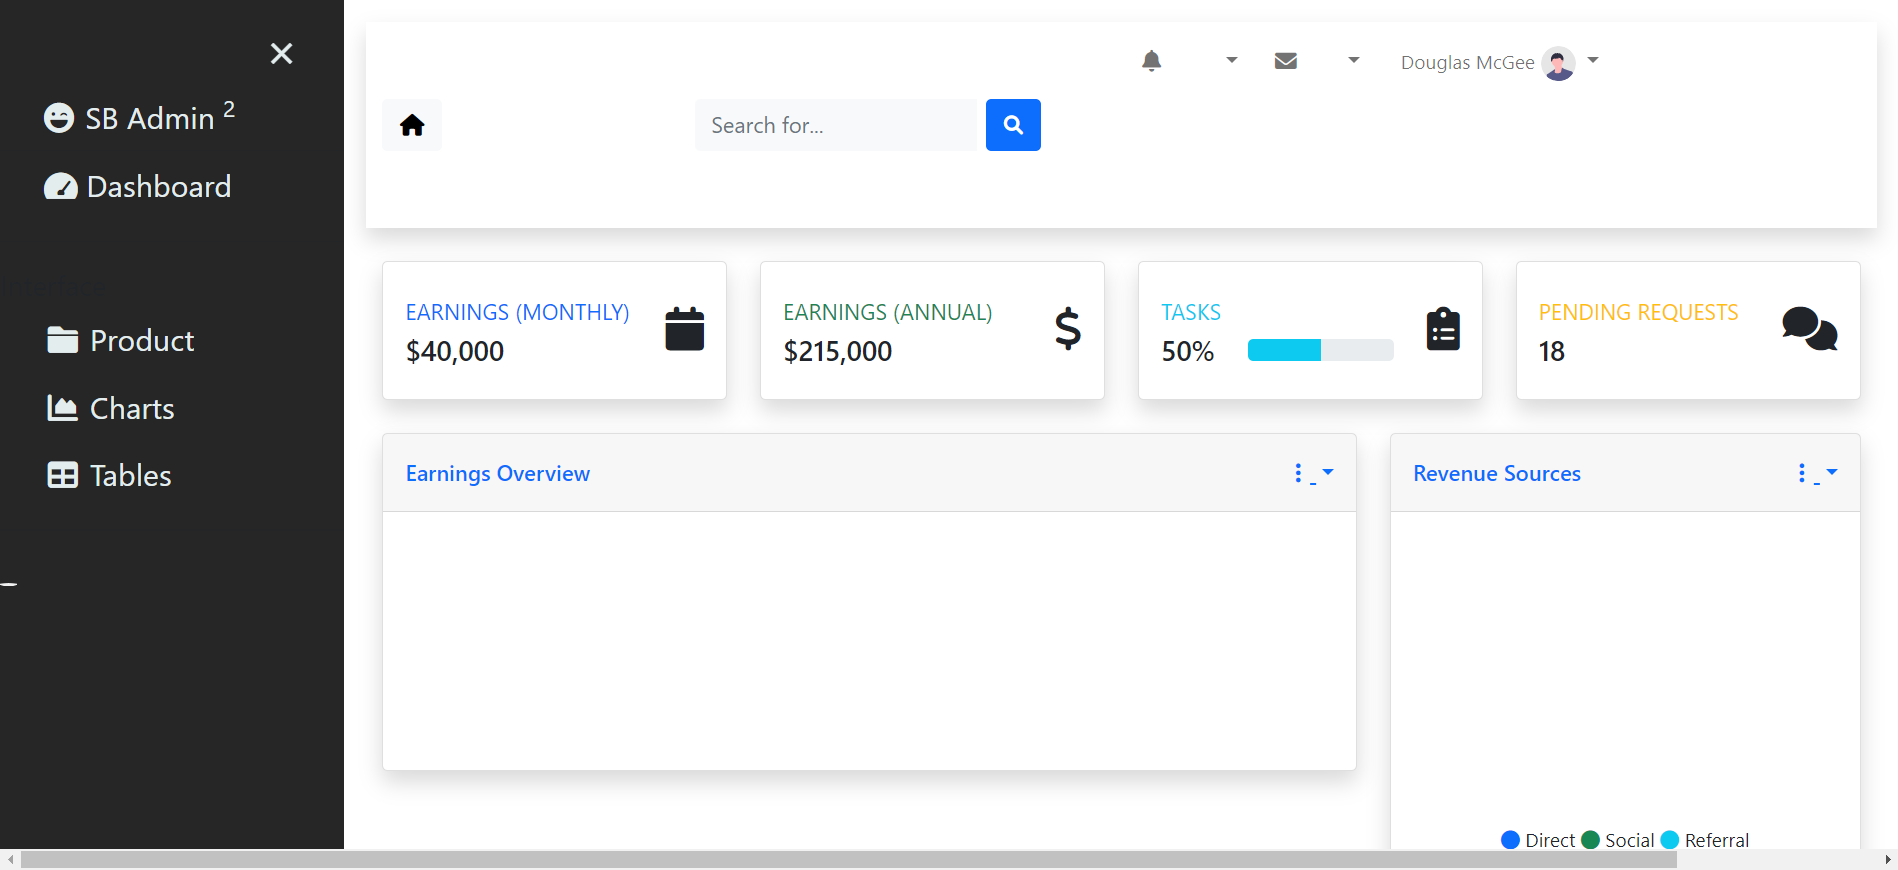 SB Admin 2
Dashboard
Interface
Product
Charts
Tables
Douglas McGee
Search for...
EARNINGS (MONTHLY)
$40,000
EARNINGS (ANNUAL)
$215,000
TASKS
50%
PENDING REQUESTS
18
Earnings Overview
Revenue Sources
Direct Social Referral